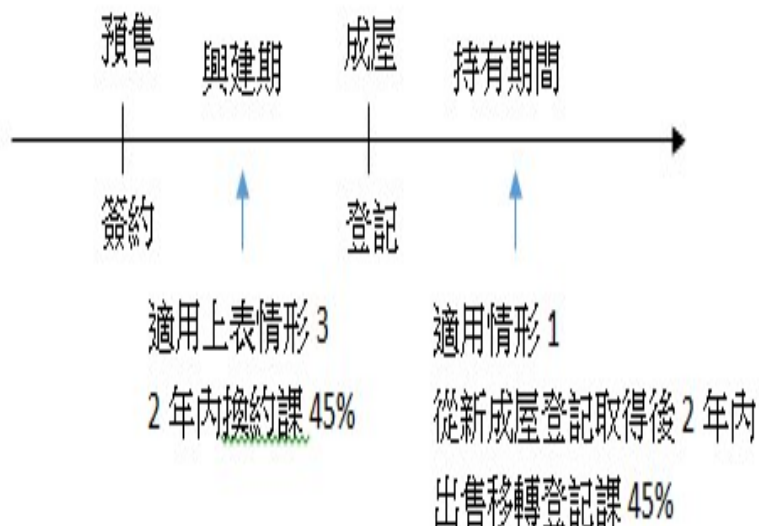 預售
興建期
成屋
持有期間
簽約
登記
適用上表情形 3
2 年內換約課 45%
適用情形 1
從新成屋登記取得後 2 年內
出售移轉登記課 45%